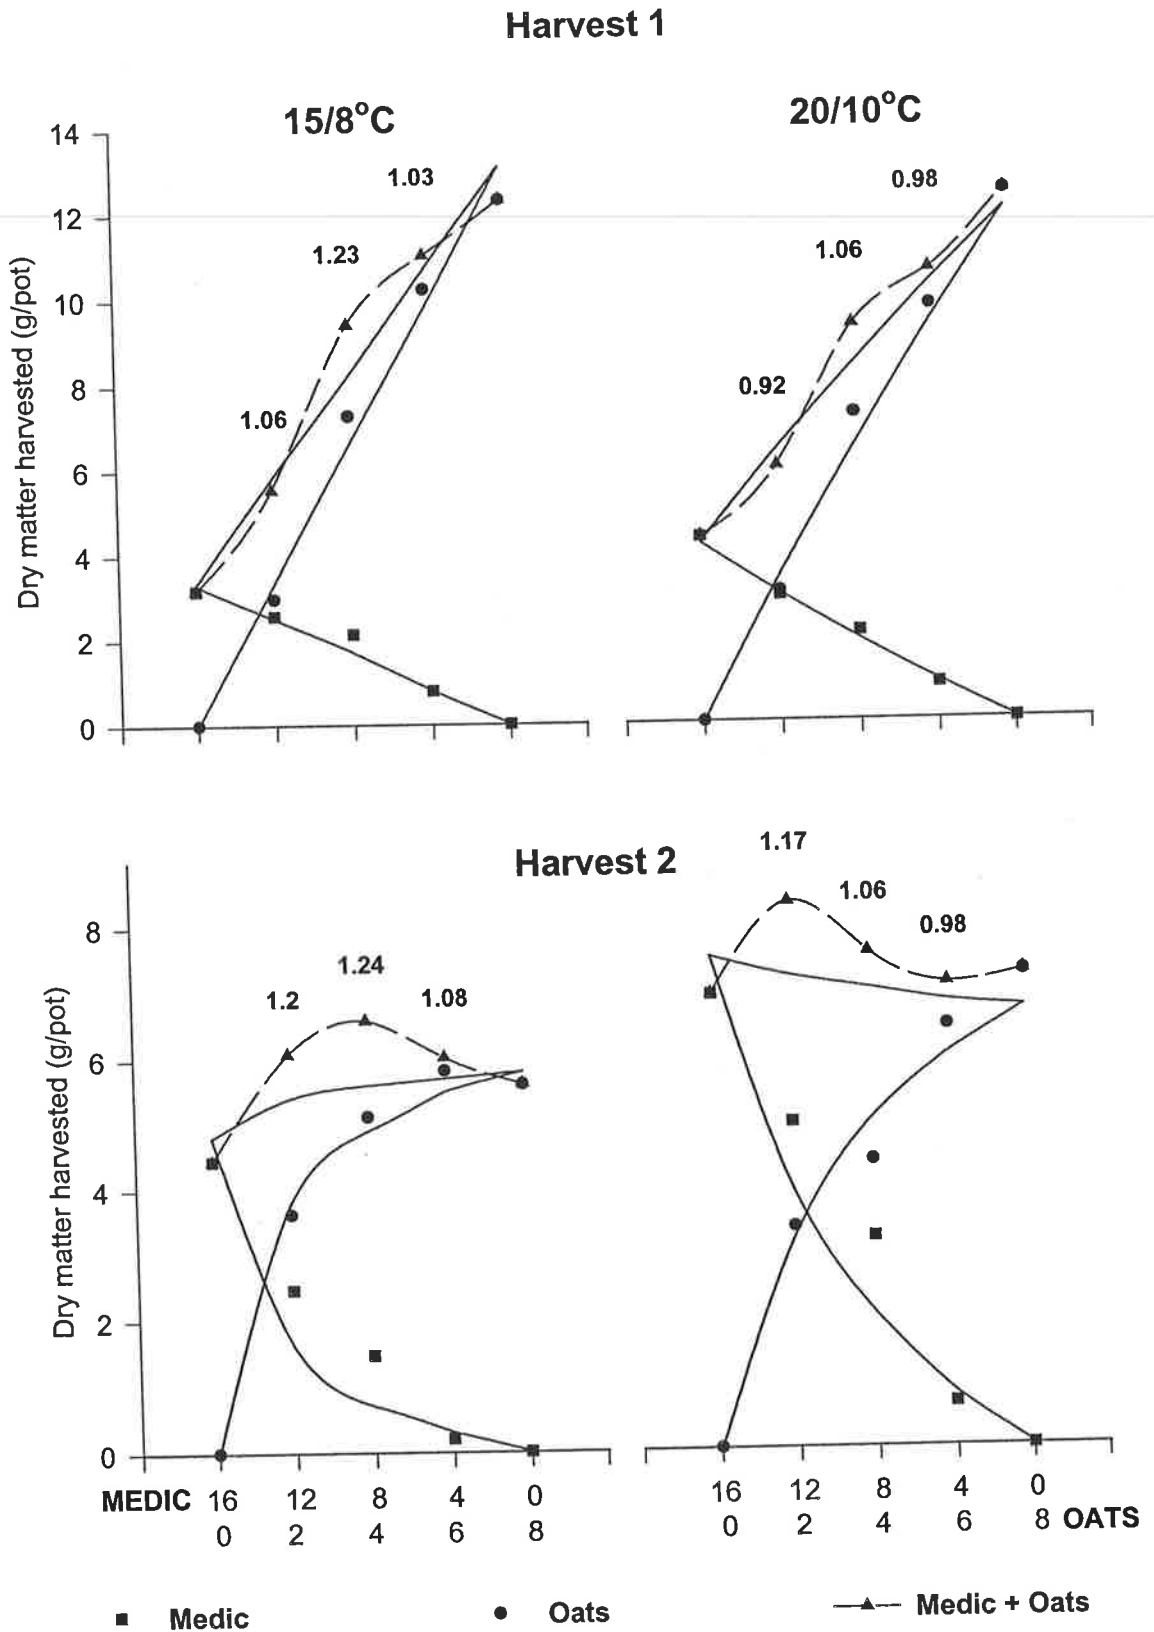 Harvest 1
15/8°C
20/10°C
14
12
10
8
6
4
2
0
Dry matter harvested (g/pot)
1.03
1.23
1.06
0.98
1.06
0.92
Harvest 2
8
6
4
2
0
Dry matter harvested (g/pot)
1.2
1.24
1.08
1.17
1.06
0.98
MEDIC 16 12 8 4 0 16 12 8 4 0
0 2 4 6 8 0 2 4 6 8 OATS
Medic Oats Medic + Oats